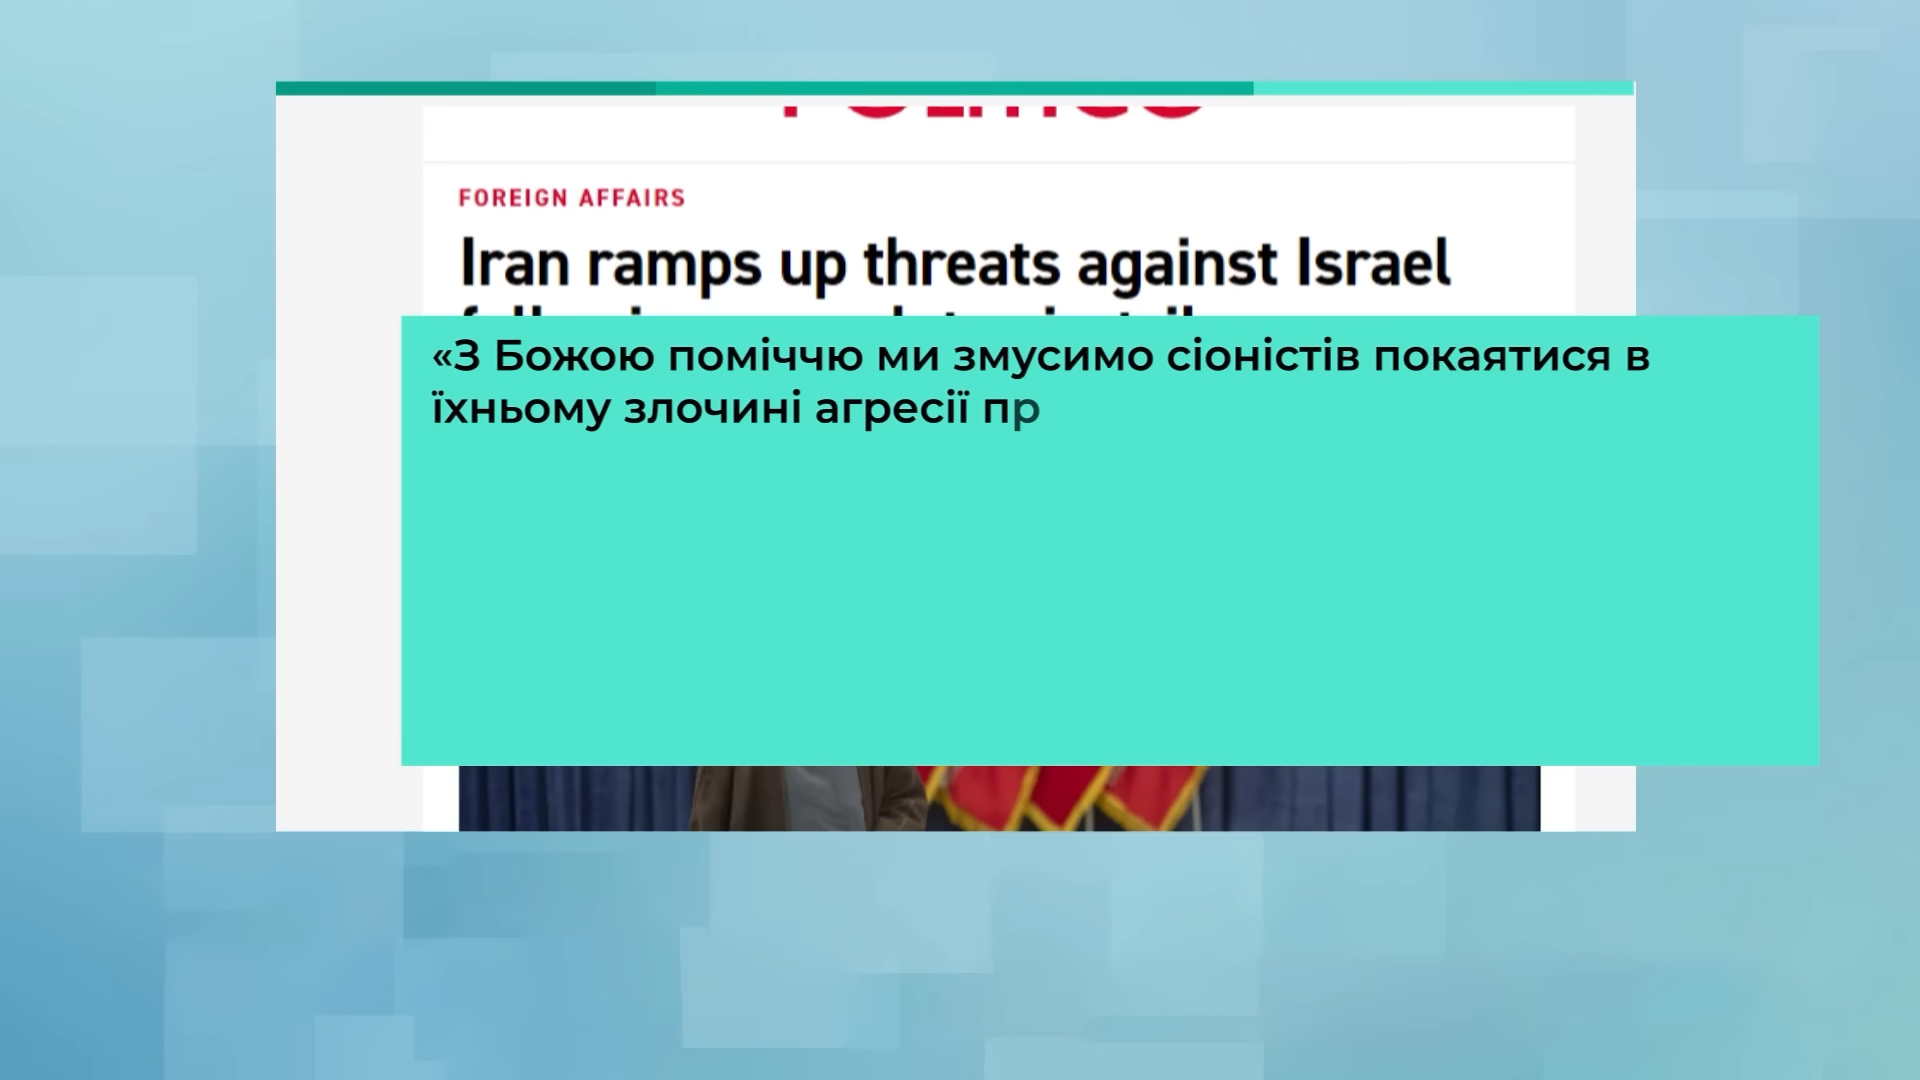 FOREIGN AFFAIRS
Iran ramps up threats against Israel
«З Божою поміччю ми змусимо сіоністів покаятися в
їхньому злочині агресії пр